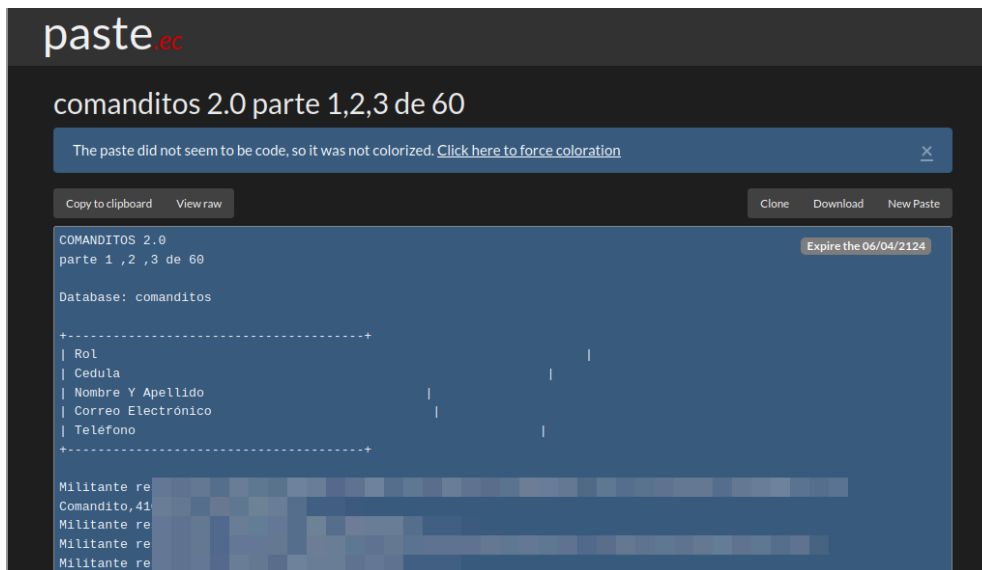 paste.ec
comanditos 2.0 parte 1,2,3 de 60
The paste did not seem to be code, so it was not colorized. Click here to force coloration ×
Copy to clipboard View raw Clone Download New Paste
COMANDITOS 2.0 Expire the 06/04/2124
parte 1 ,2 ,3 de 60
Database: comanditos
+---------------------------------------+
| Rol |
| Cedula |
| Nombre Y Apellido |
| Correo Electrónico |
| Teléfono |
+---------------------------------------+
Militante re
Comandito,41
Militante re
Militante re
Militante re